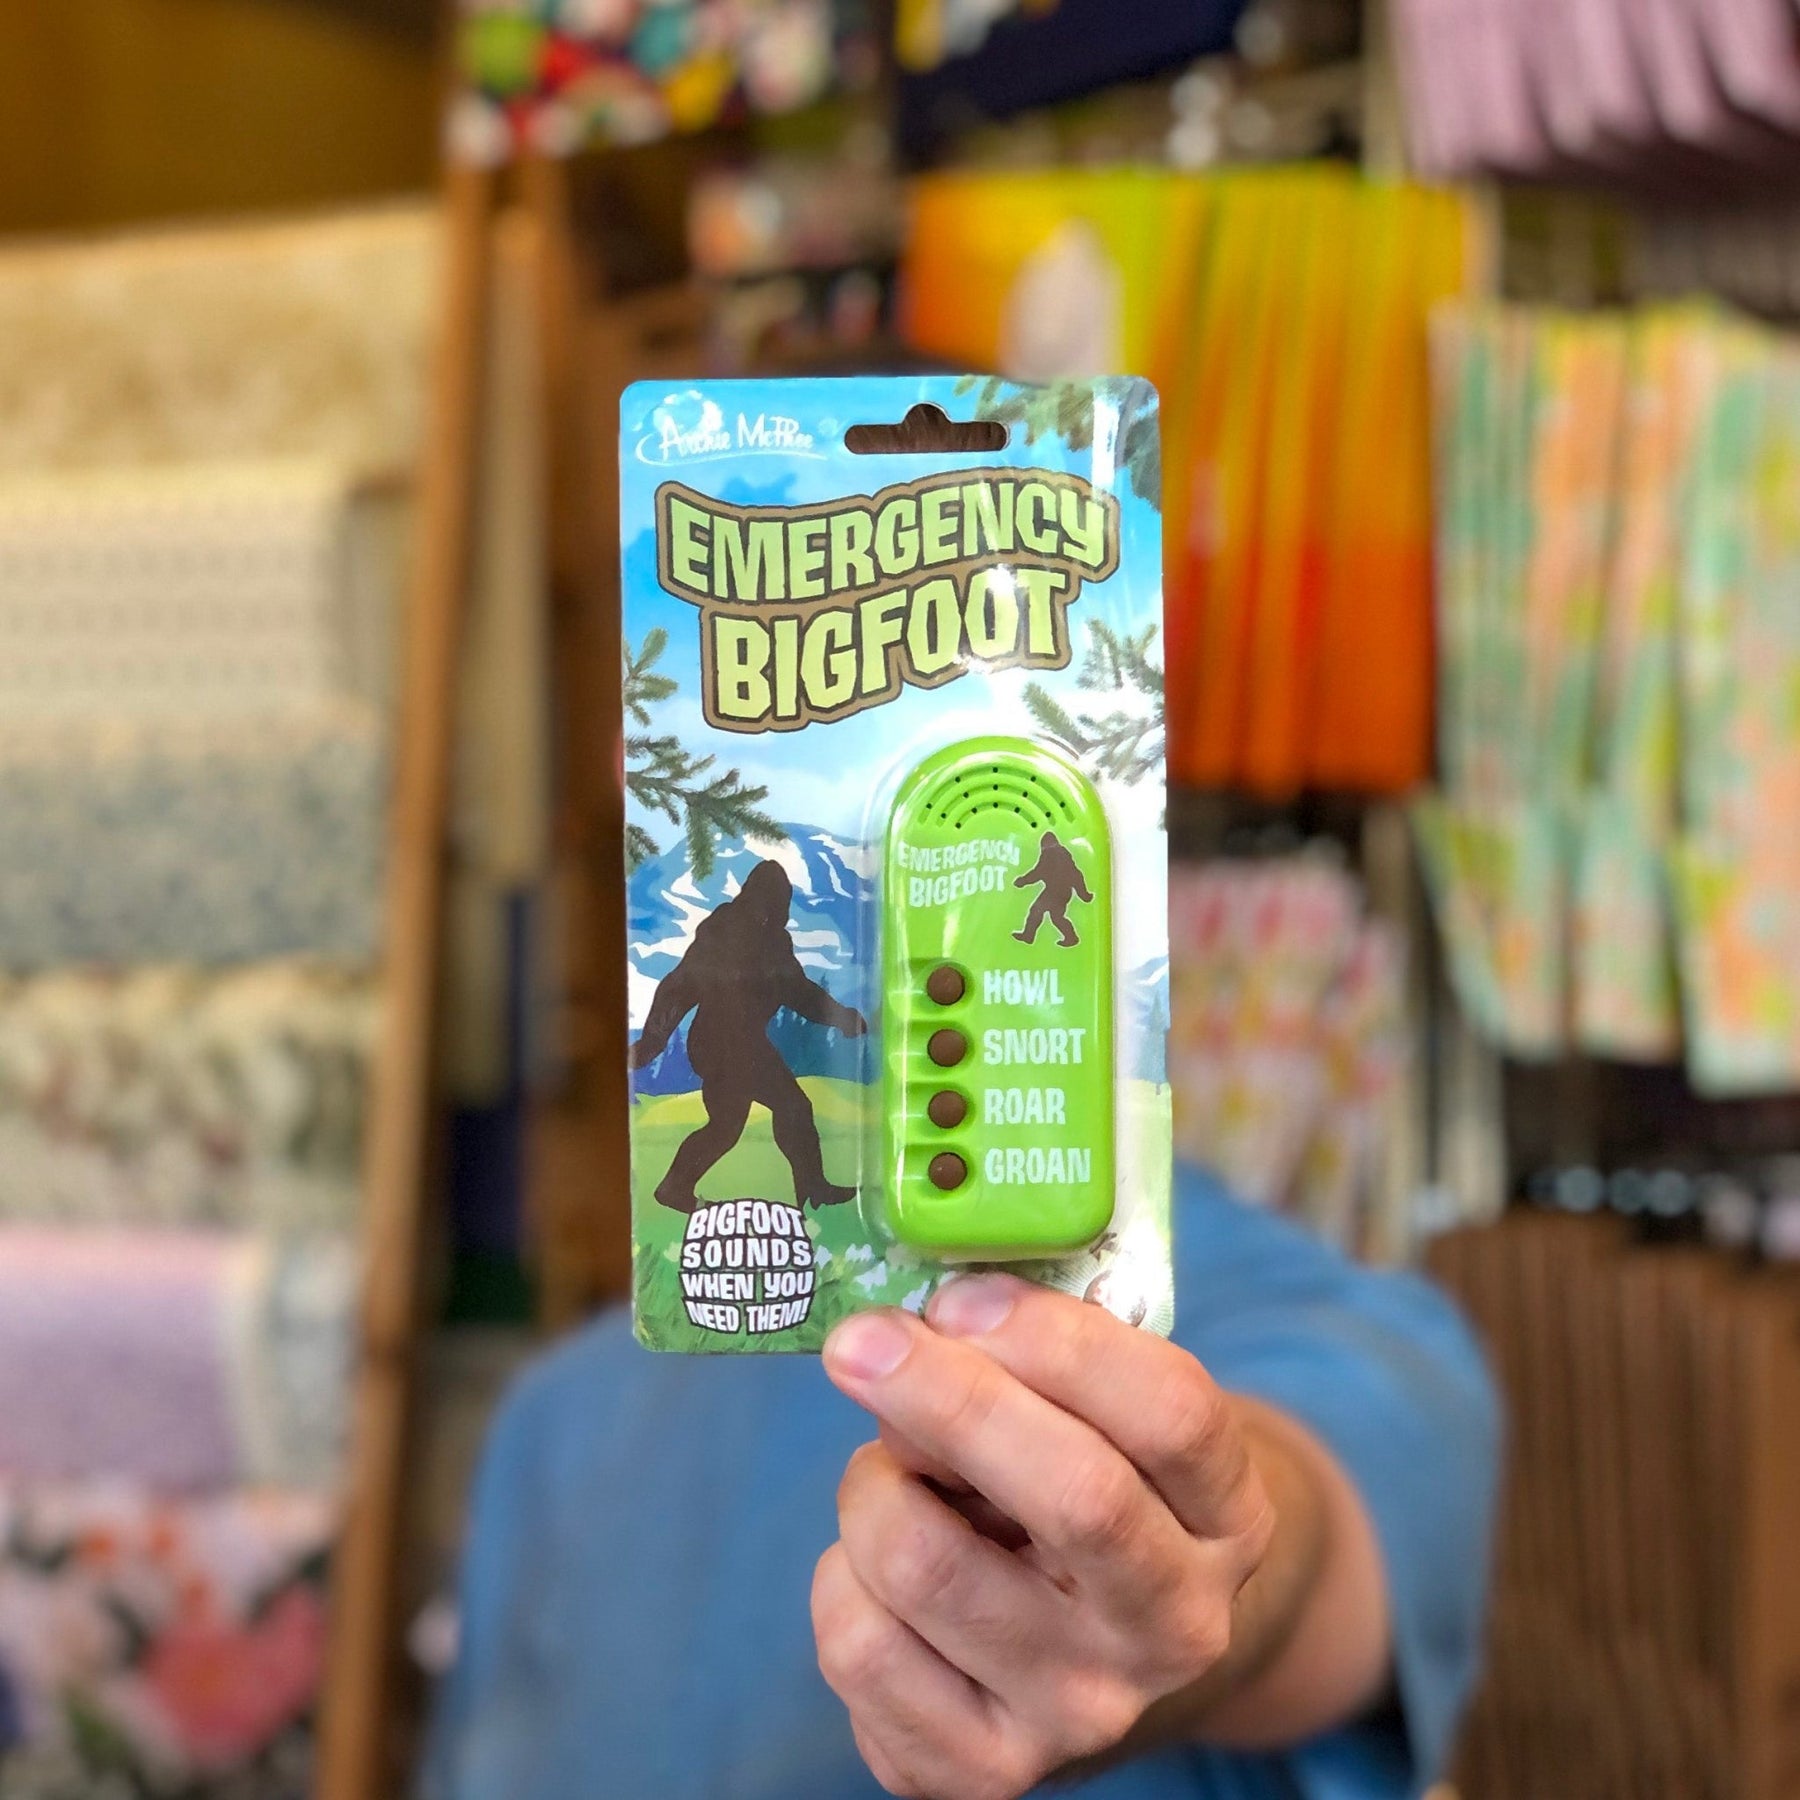 Archie McPhee
EMERGENCY
BIGFOOT
EMERGENCY
BIGFOOT
HOWL
SNORT
ROAR
GROAN
BIGFOOT
SOUNDS
WHEN YOU
NEED THEM!